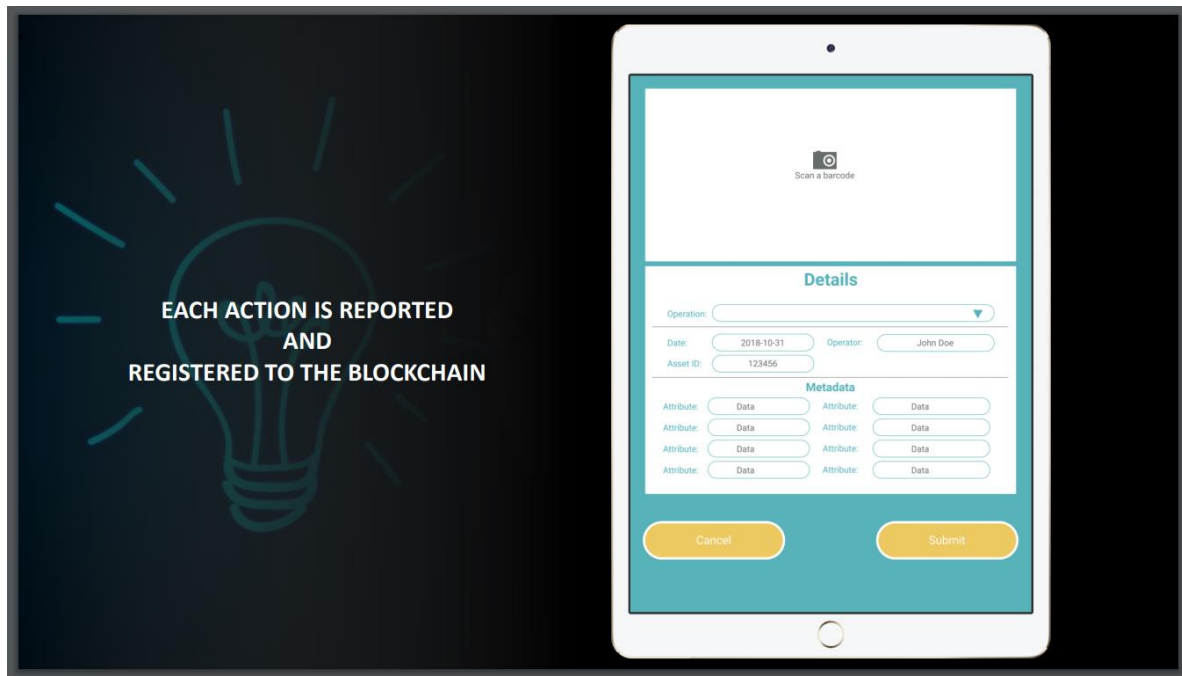 EACH ACTION IS REPORTED
AND
REGISTERED TO THE BLOCKCHAIN
Scan a barcode
Details
Operation:
Date: 2018-10-31 Operator: John Doe
Asset ID: 123456
Metadata
Attribute: Data Attribute: Data
Attribute: Data Attribute: Data
Attribute: Data Attribute: Data
Attribute: Data Attribute: Data
Cancel Submit